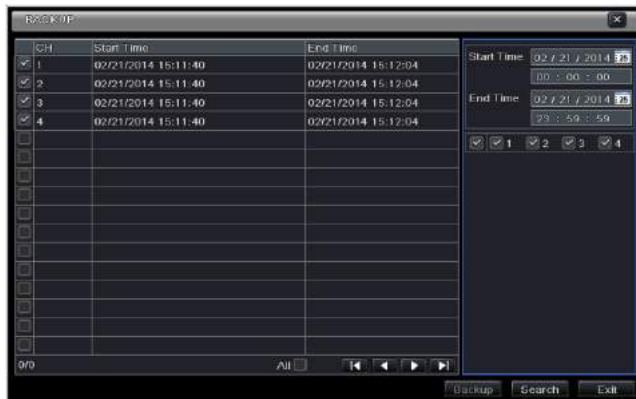 BACKUP
CH Start Time End Time
1 02/21/2014 15:11:40 02/21/2014 15:12:04
2 02/21/2014 15:11:40 02/21/2014 15:12:04
3 02/21/2014 15:11:40 02/21/2014 15:12:04
4 02/21/2014 15:11:40 02/21/2014 15:12:04
0/0 All
Start Time 02 / 21 / 2014 25
00 : 00 : 00
End Time 02 / 21 / 2014 25
23 : 59 : 59
1 2 3 4
Backup Search Exit